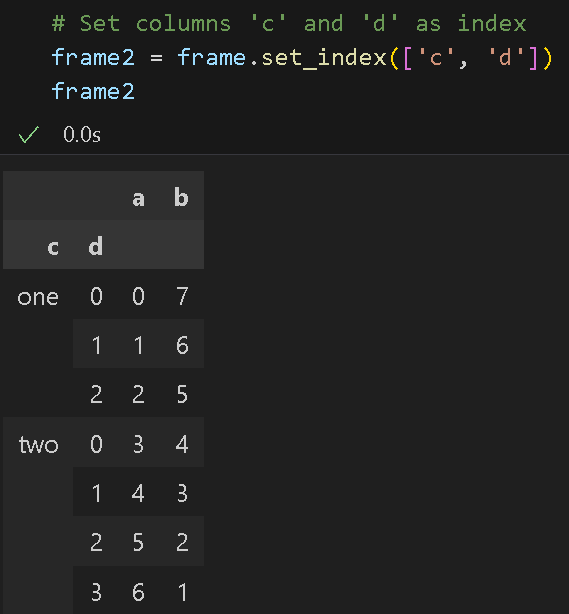 # Set columns 'c' and 'd' as index
frame2 = frame.set_index(['c', 'd'])
frame2
0.0s
a b
c d
one 0 0 7
1 1 6
2 2 5
two 0 3 4
1 4 3
2 5 2
3 6 1